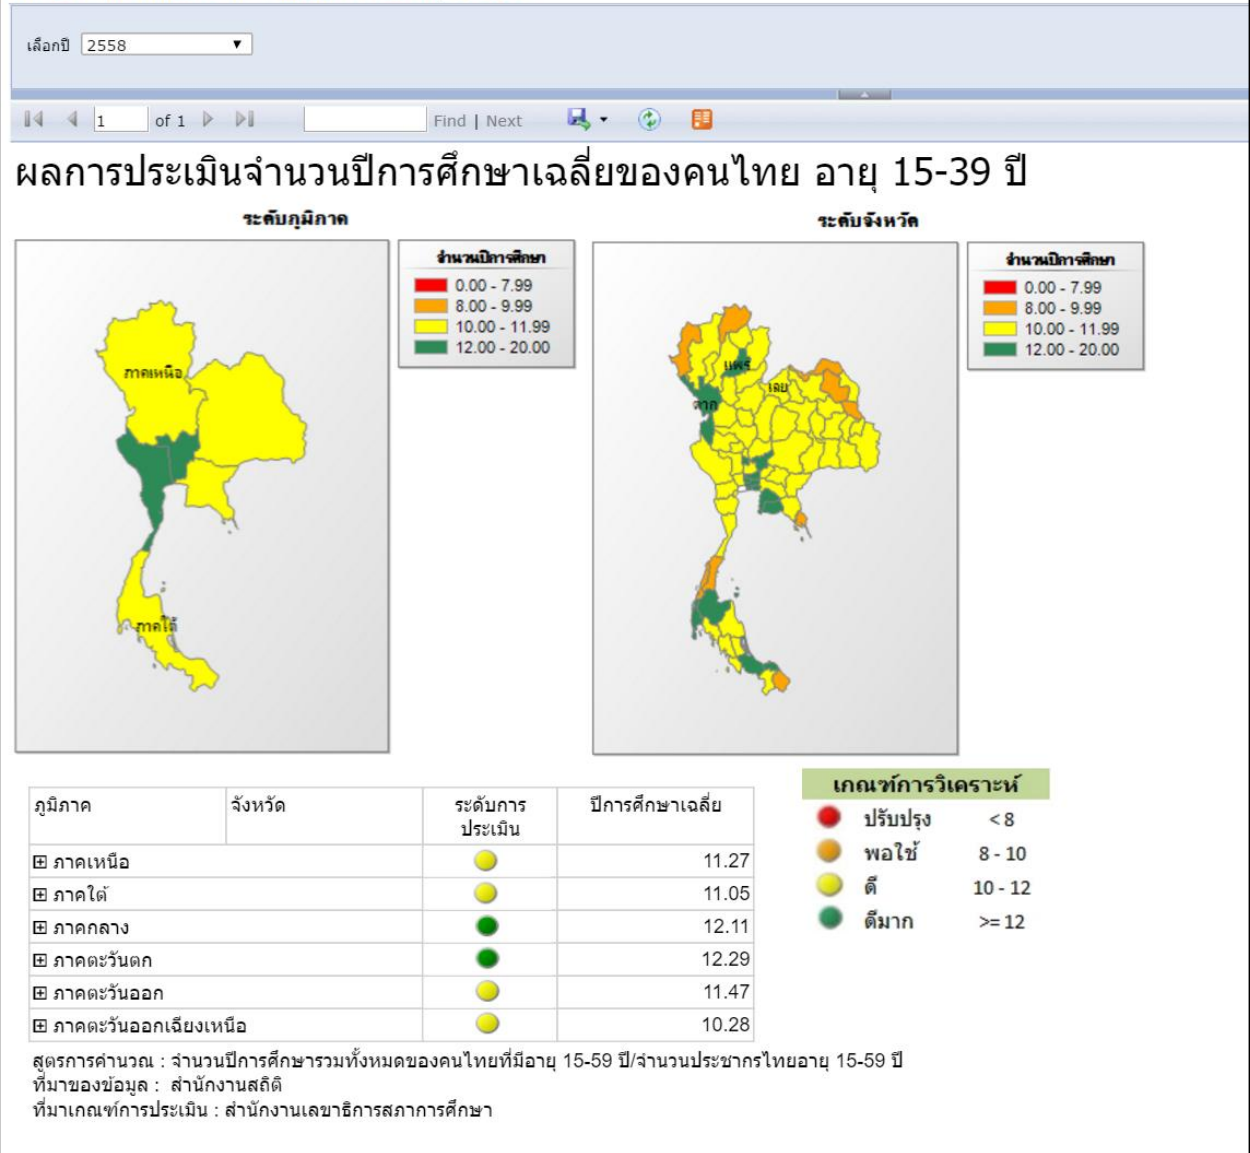 เลือกปี 2558
1 of 1 Find | Next
ผลการประเมินจำนวนปีการศึกษาเฉลี่ยของคนไทย อายุ 15-39 ปี
ระดับภูมิภาค
จำนวนปีการศึกษา
0.00 - 7.99
8.00 - 9.99
10.00 - 11.99
12.00 - 20.00
ภาคเหนือ
ภาคใต้
ระดับจังหวัด
จำนวนปีการศึกษา
0.00 - 7.99
8.00 - 9.99
10.00 - 11.99
12.00 - 20.00
แพร่
เลย
ตาก
ภูมิภาค จังหวัด ระดับการ ปีการศึกษาเฉลี่ย
ประเมิน
ภาคเหนือ 11.27
ภาคใต้ 11.05
ภาคกลาง 12.11
ภาคตะวันตก 12.29
ภาคตะวันออก 11.47
ภาคตะวันออกเฉียงเหนือ 10.28
เกณฑ์การวิเคราะห์
ปรับปรุง < 8
พอใช้ 8 - 10
ดี 10 - 12
ดีมาก >= 12
สูตรการคำนวณ : จำนวนปีการศึกษารวมทั้งหมดของคนไทยที่มีอายุ 15-59 ปี/จำนวนประชากรไทยอายุ 15-59 ปี
ที่มาของข้อมูล : สำนักงานสถิติ
ที่มาเกณฑ์การประเมิน : สำนักงานเลขาธิการสภาการศึกษา